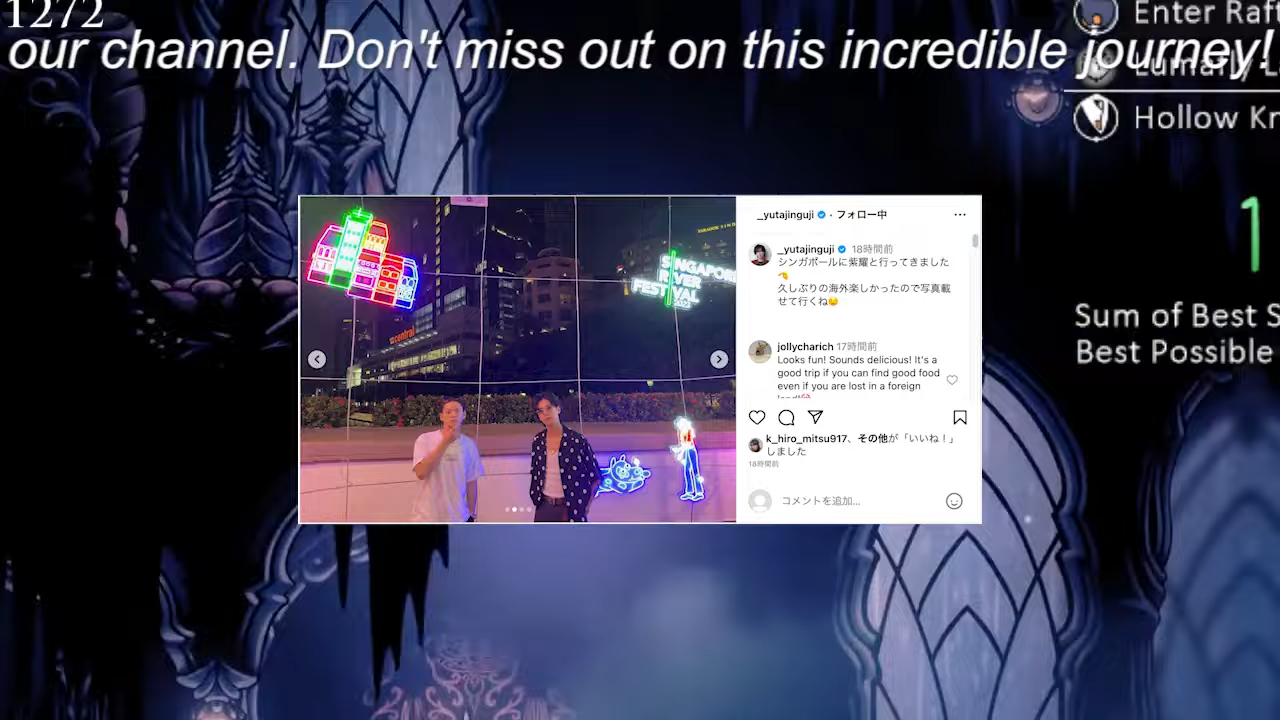 1272
our channel. Don't miss out on this incredible journey!
Enter Raft
Lumafly L
Hollow Kn
1
Sum of Best S
Best Possible
central
SINGAPORE
RIVER
FESTIVAL
_yutajinguji • フォロー中
_yutajinguji 18時間前
シンガポールに紫耀と行ってきました
久しぶりの海外楽しかったので写真載
せて行くね
jollycharich 17時間前
Looks fun! Sounds delicious! It's a
good trip if you can find good food
even if you are lost in a foreign
k_hiro_mitsu917、その他が「いいね！」
しました
18時間前
コメントを追加...